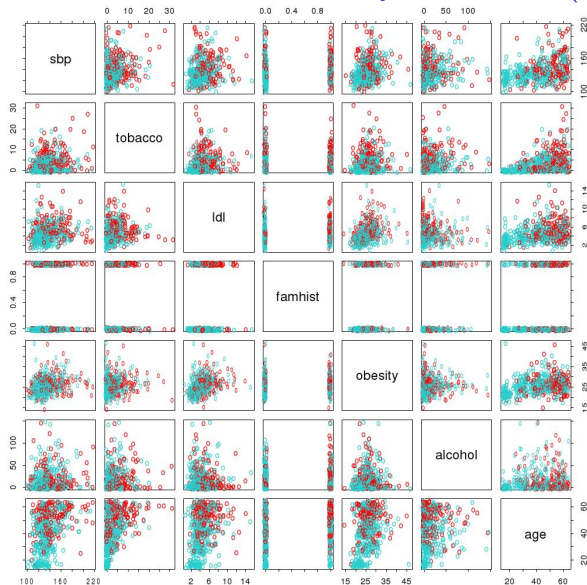 0 10 20 30 0.0 0.4 0.8 0 50 100
sbp 100 160 220
0 10 20 30 tobacco
ldl 2 6 10 14
0.0 0.4 0.8 famhist
obesity 15 25 35 45
0 50 100 alcohol
age 20 40 60
100 160 220 2 6 10 14 15 25 35 45 20 40 60